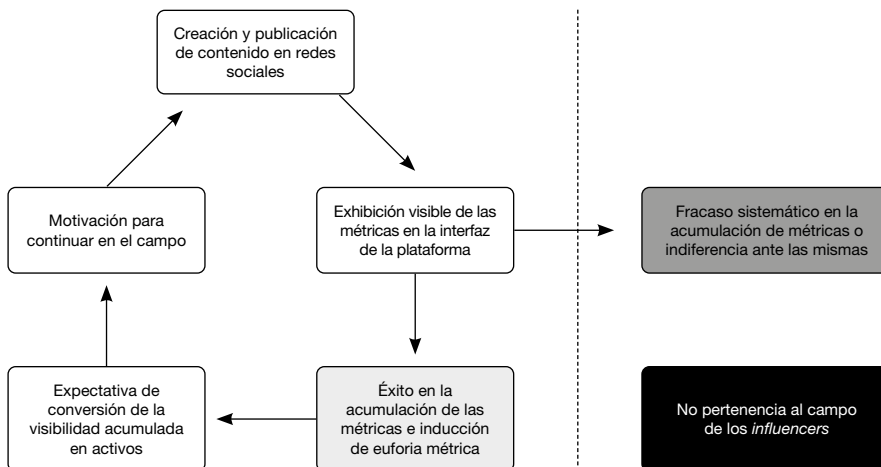 Creación y publicación
de contenido en redes
sociales
Motivación para
continuar en el campo
Exhibición visible de las
métricas en la interfaz
de la plataforma
Fracaso sistemático en la
acumulación de métricas o
indiferencia ante las mismas
Expectativa de
conversión de la
visibilidad acumulada
en activos
Éxito en la
acumulación de las
métricas e inducción
de euforia métrica
No pertenencia al campo
de los influencers